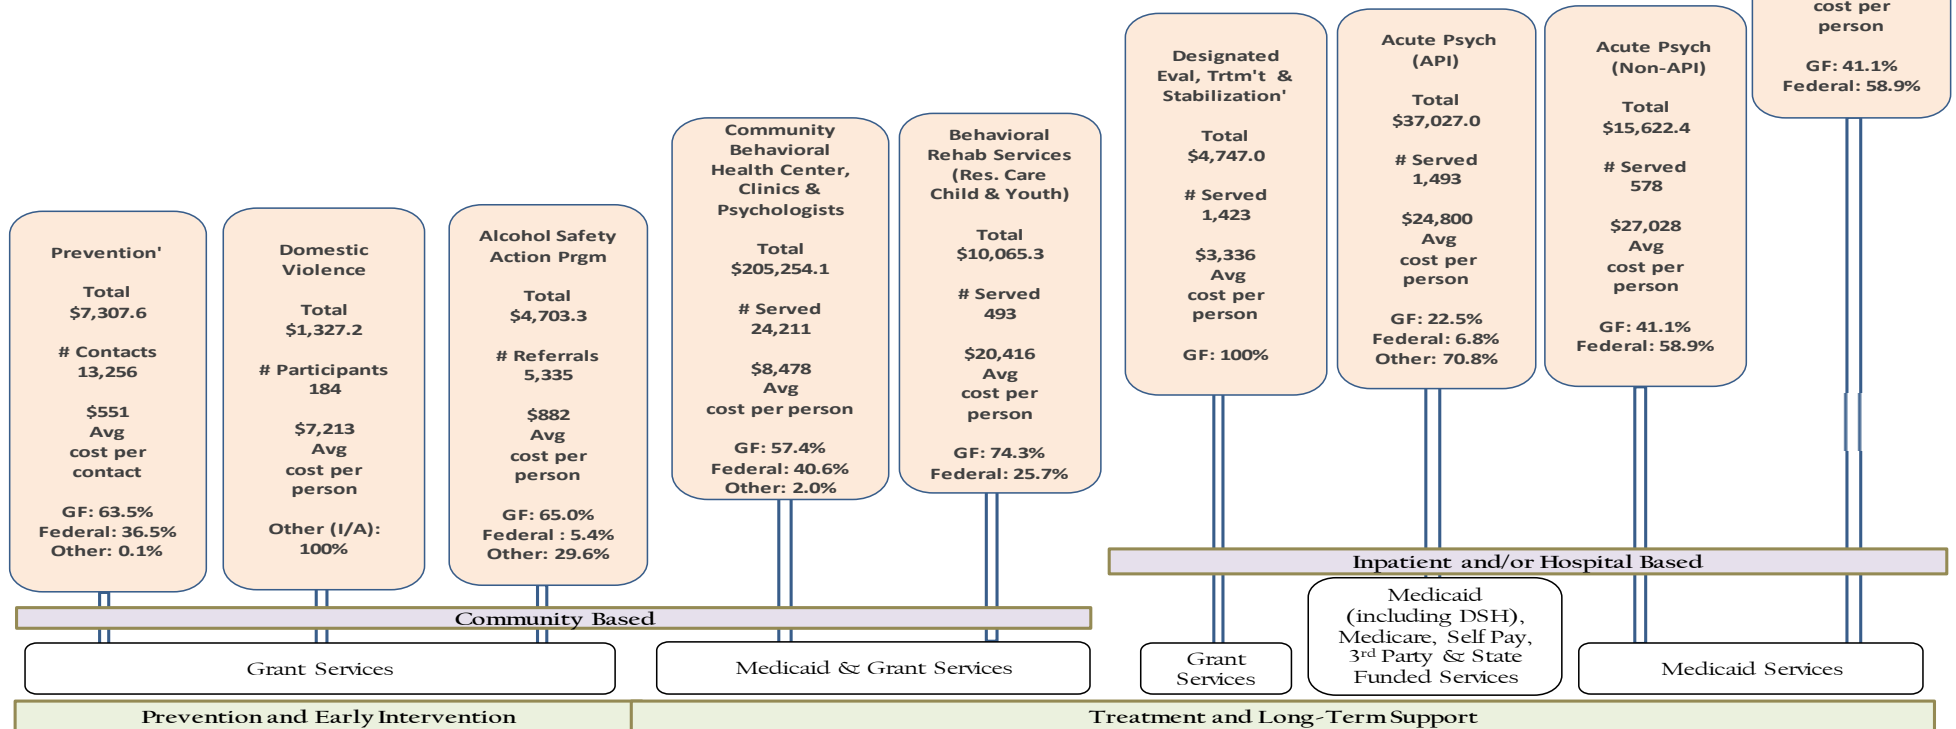 Prevention'
Total
$7,307.6
# Contacts
13,256
$551
Avg
cost per
contact
GF: 63.5%
Federal: 36.5%
Other: 0.1%
Domestic
Violence
Total
$1,327.2
# Participants
184
$7,213
Avg
cost per
person
Other (I/A):
100%
Alcohol Safety
Action Prgm
Total
$4,703.3
# Referrals
5,335
$882
Avg
cost per
person
GF: 65.0%
Federal : 5.4%
Other: 29.6%
Community
Behavioral
Health Center,
Clinics &
Psychologists
Total
$205,254.1
# Served
24,211
$8,478
Avg
cost per person
GF: 57.4%
Federal: 40.6%
Other: 2.0%
Behavioral
Rehab Services
(Res. Care
Child & Youth)
Total
$10,065.3
# Served
493
$20,416
Avg
cost per
person
GF: 74.3%
Federal: 25.7%
Designated
Eval, Trtm't &
Stabilization'
Total
$4,747.0
# Served
1,423
$3,336
Avg
cost per
person
GF: 100%
Acute Psych
(API)
Total
$37,027.0
# Served
1,493
$24,800
Avg
cost per
person
GF: 22.5%
Federal: 6.8%
Other: 70.8%
Acute Psych
(Non-API)
Total
$15,622.4
# Served
578
$27,028
Avg
cost per
person
GF: 41.1%
Federal: 58.9%
cost per
person
GF: 41.1%
Federal: 58.9%
Inpatient and/or Hospital Based
Community Based
Grant Services
Medicaid & Grant Services
Grant
Services
Medicaid
(including DSH),
Medicare, Self Pay,
3rd Party & State
Funded Services
Medicaid Services
Prevention and Early Intervention
Treatment and Long-Term Support